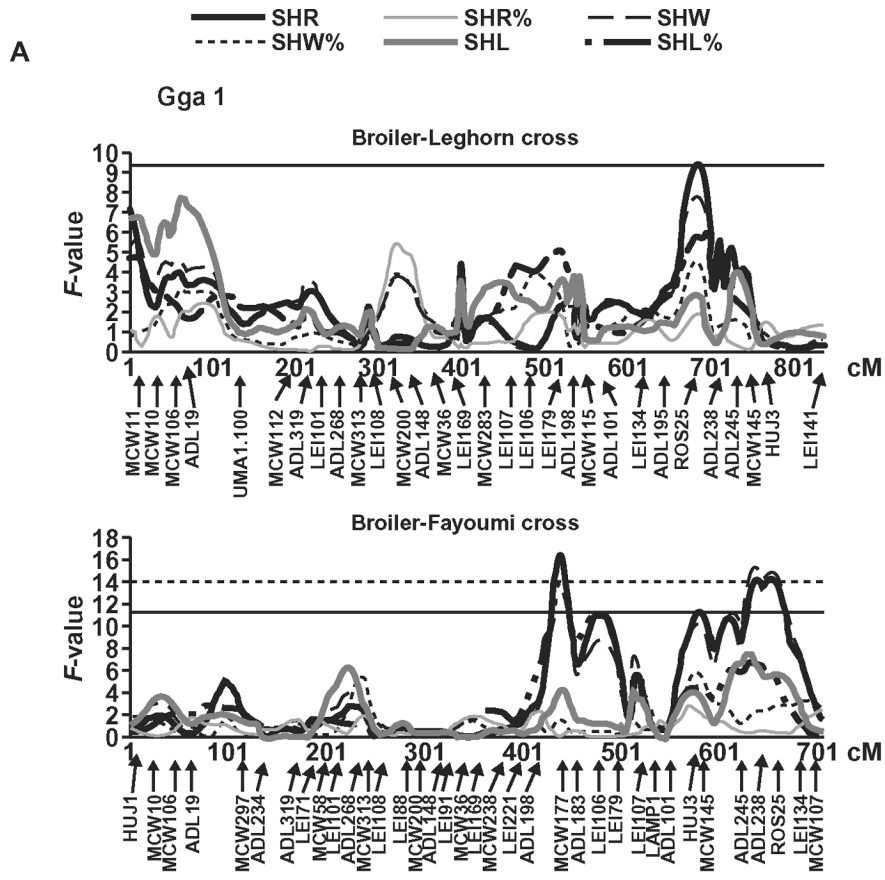 SHR SHR% SHW
SHW% SHL SHL%
A
Gga 1
Broiler-Leghorn cross
10
9
8
7
6
5
4
3
2
1
0
F-value
1 101 201 301 401 501 601 701 801 cM
MCW11 MCW10 MCW106 ADL19 UMA1.100 MCW112 ADL319 LEI101 ADL268 MCW313 LEI108 MCW200 ADL148 MCW36 LEI169 MCW283 LEI107 LEI106 LEI179 ADL198 MCW115 ADL101 LEI134 ADL195 ROS25 ADL238 ADL245 MCW145 HUJ3 LEI141
Broiler-Fayoumi cross
18
16
14
12
10
8
6
4
2
0
F-value
1 101 201 301 401 501 601 701 cM
HUJ1 MCW10 MCW106 ADL19 MCW297 ADL234 ADL319 LEI71 MCW58 LEI101 ADL268 MCW313 LEI108 LEI88 MCW200 ADL148 LEI91 MCW36 LEI169 MCW238 LEI221 ADL198 MCW177 ADL183 LEI106 LEI79 LEI107 LAMP1 ADL101 HUJ3 MCW145 ADL245 ADL238 ROS25 LEI134 MCW107